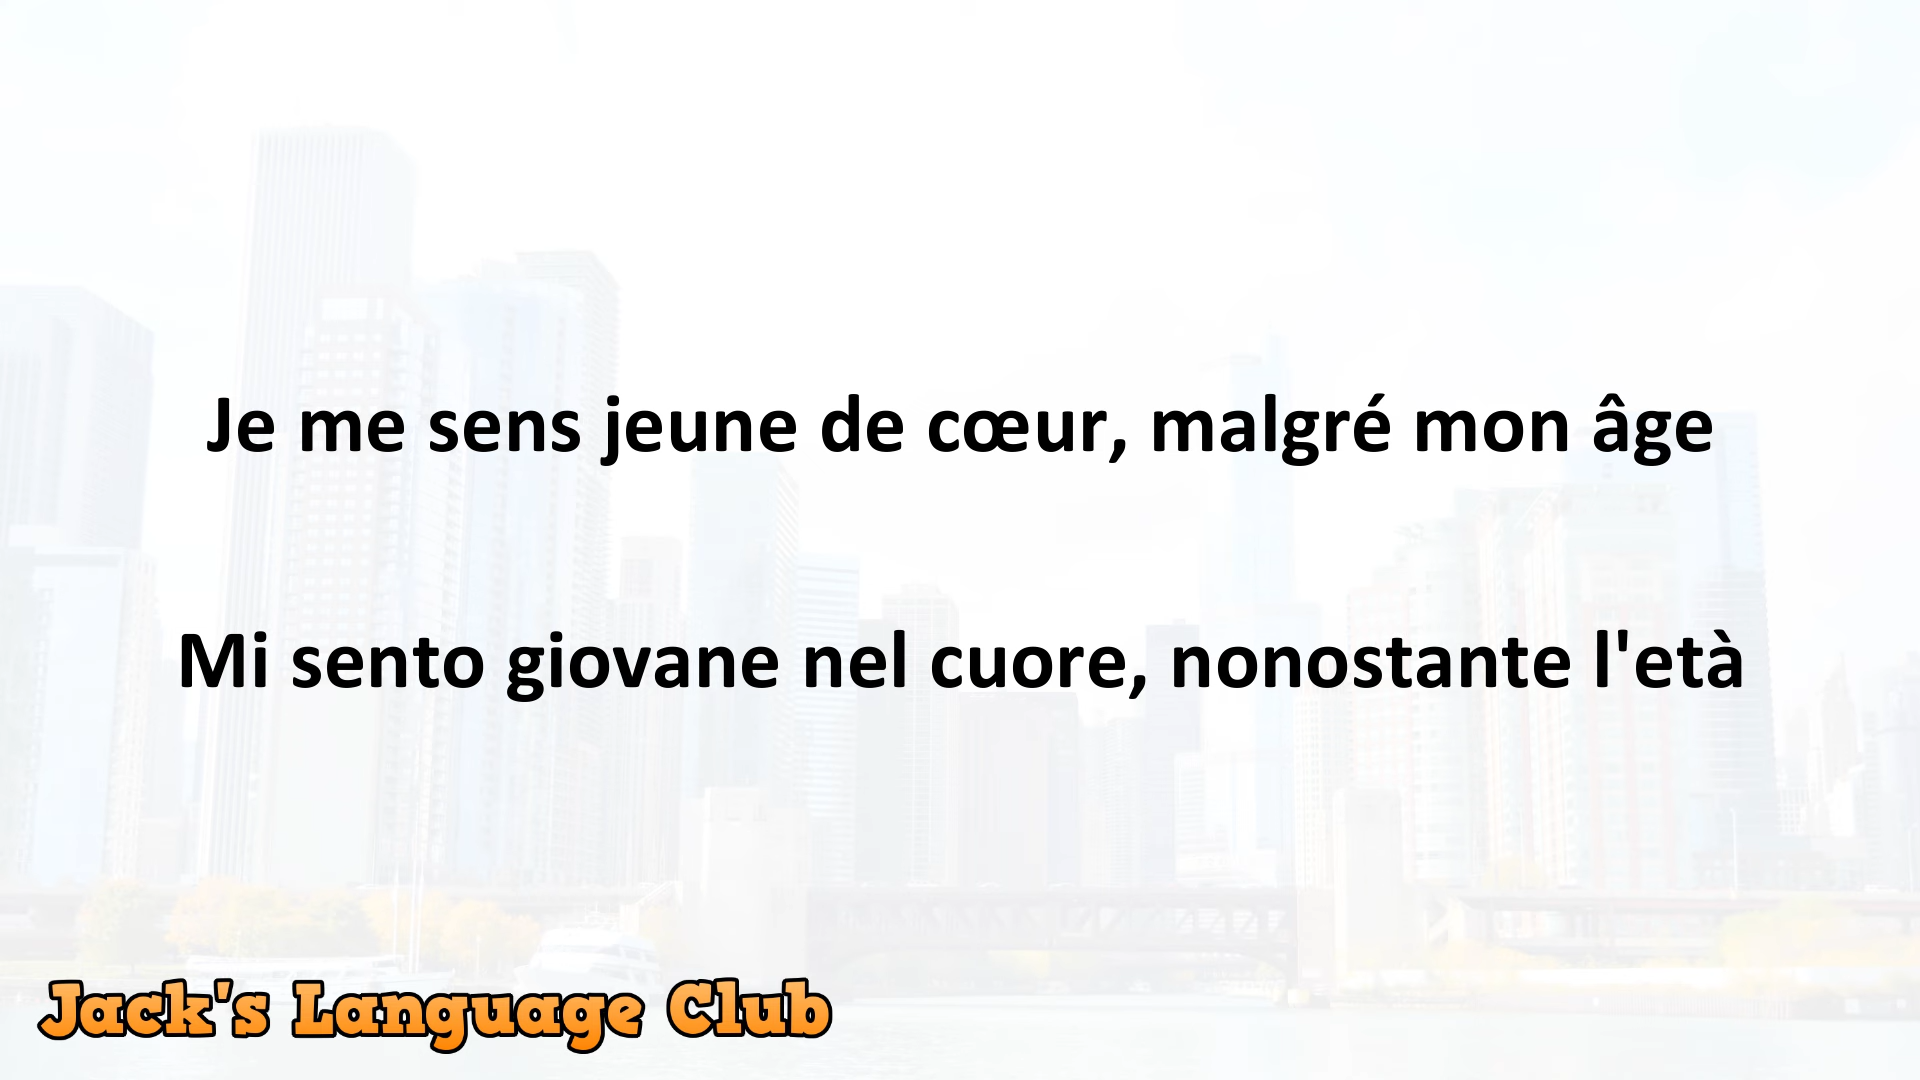 Je me sens jeune de cœur, malgré mon âge
Mi sento giovane nel cuore, nonostante l'età
Jack's Language Club